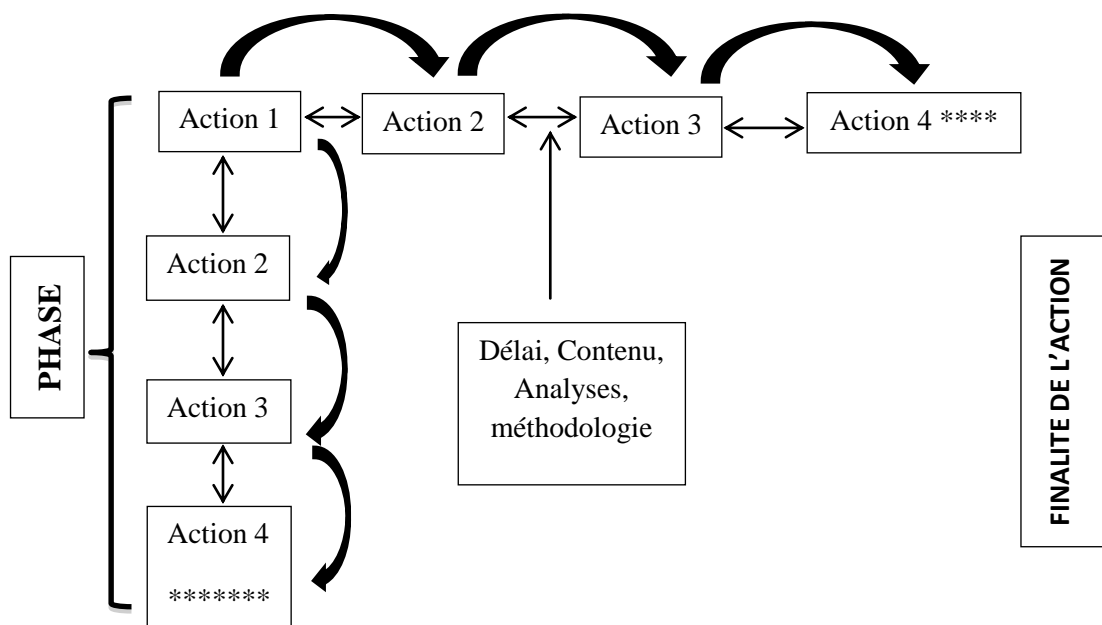 Action 1
Action 2
Action 3
Action 4 ****
PHASE
Action 2
Action 3
Action 4
*******
Délai, Contenu,
Analyses,
méthodologie
FINALITE DE L’ACTION